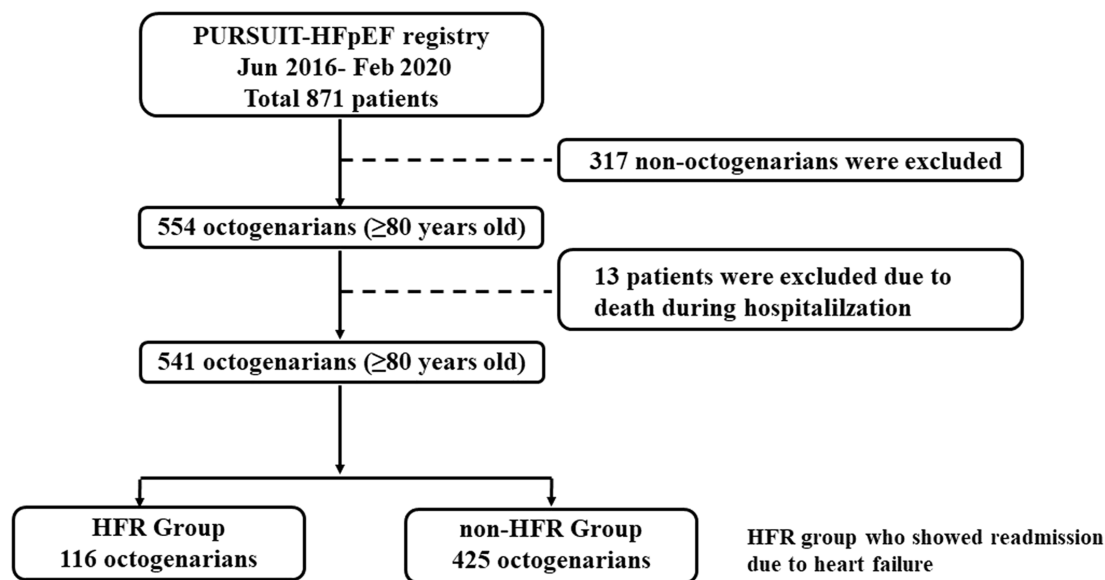 PURSUIT-HFpEF registry
Jun 2016- Feb 2020
Total 871 patients
317 non-octogenarians were excluded
554 octogenarians (≥80 years old)
13 patients were excluded due to
death during hospitalilzation
541 octogenarians (≥80 years old)
HFR Group
116 octogenarians
non-HFR Group
425 octogenarians
HFR group who showed readmission
due to heart failure